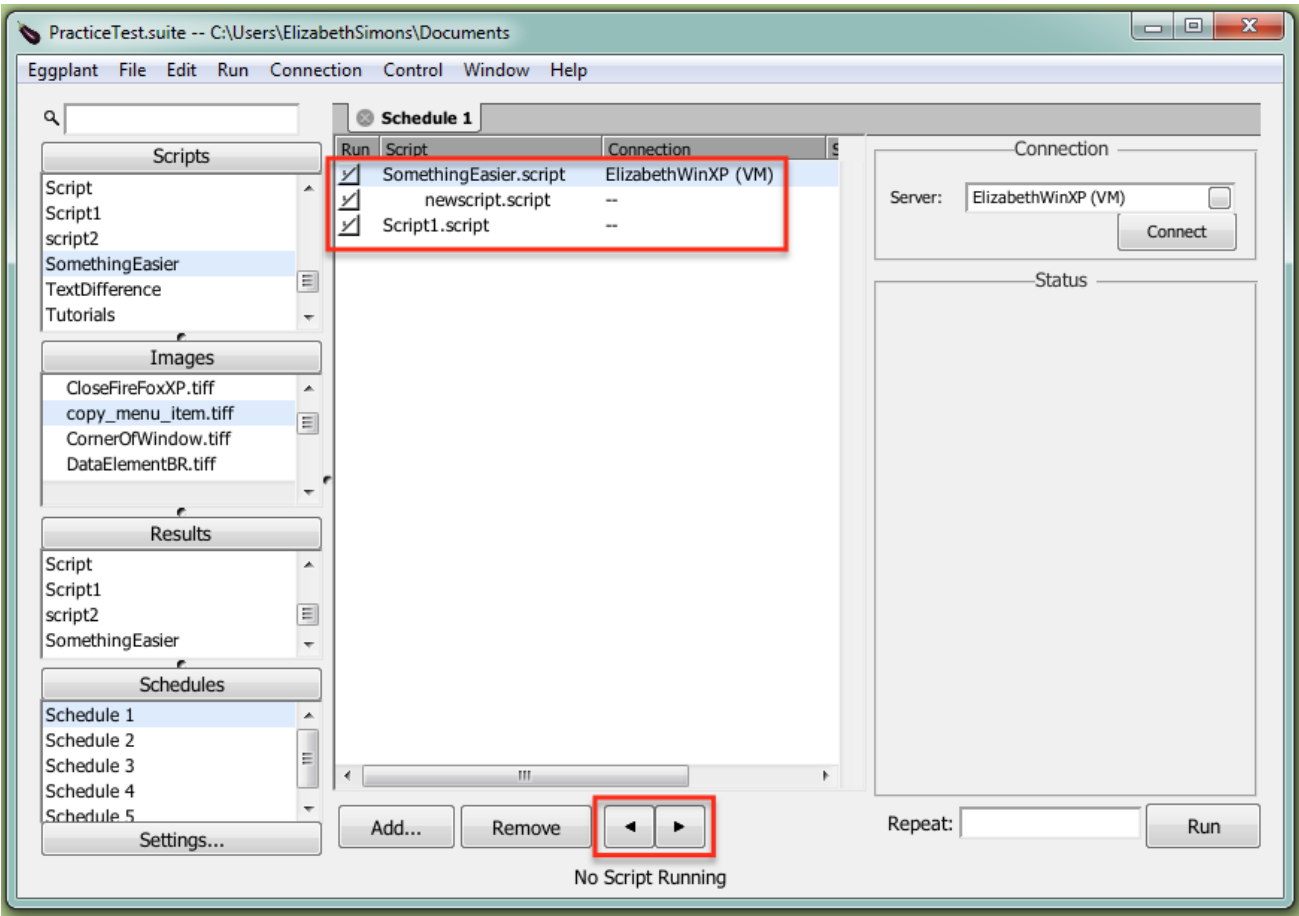 PracticeTest.suite -- C:\Users\ElizabethSimons\Documents
Eggplant File Edit Run Connection Control Window Help
Scripts
Script
Script1
script2
SomethingEasier
TextDifference
Tutorials
Images
CloseFireFoxXP.tiff
copy_menu_item.tiff
CornerOfWindow.tiff
DataElementBR.tiff
Results
Script
Script1
script2
SomethingEasier
Schedules
Schedule 1
Schedule 2
Schedule 3
Schedule 4
Schedule 5
Settings...
Schedule 1
Run Script Connection S
SomethingEasier.script ElizabethWinXP (VM)
newscript.script --
Script1.script --
Add... Remove
No Script Running
Connection
Server: ElizabethWinXP (VM)
Connect
Status
Repeat: Run